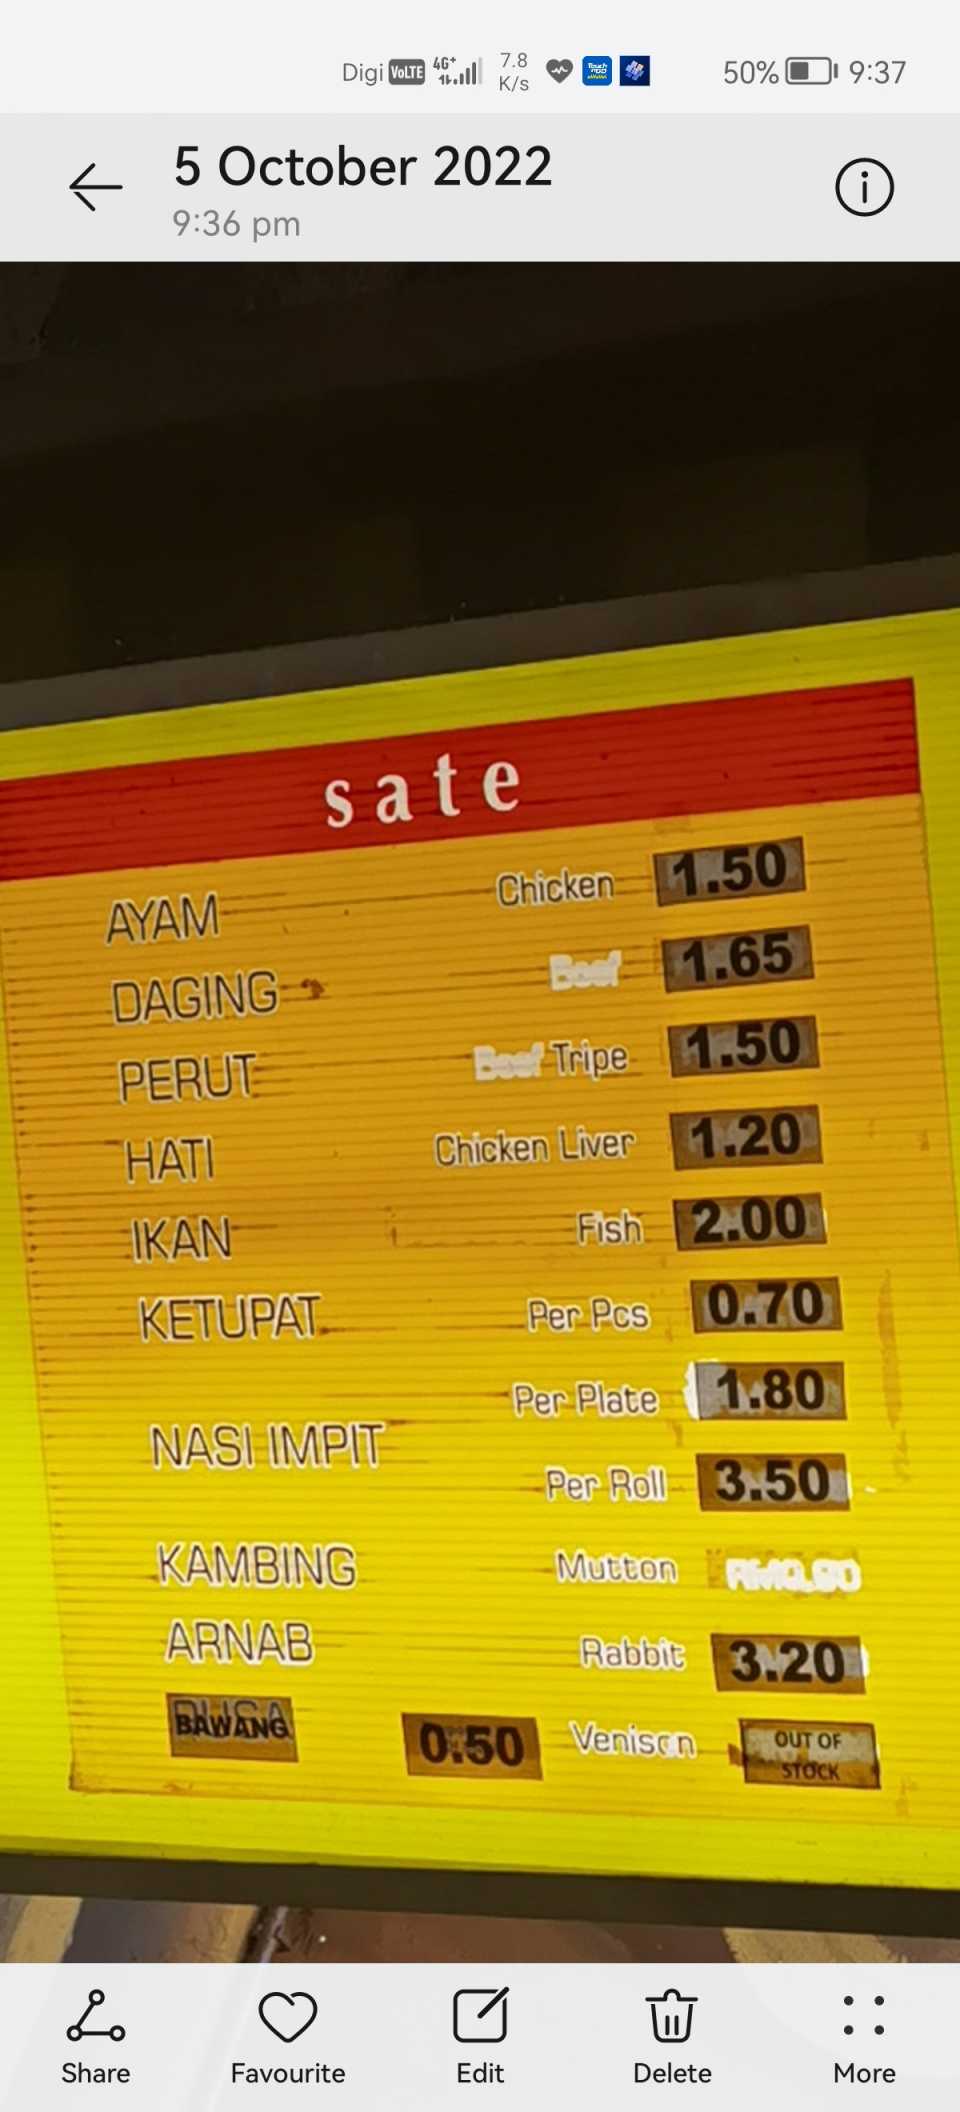 Digi VoLTE 4G+ 7.8 K/s Touch 'n GO eWallet 50% 9:37
5 October 2022
9:36 pm
sate
AYAM Chicken 1.50
DAGING Beef 1.65
PERUT Beef Tripe 1.50
HATI Chicken Liver 1.20
IKAN Fish 2.00
KETUPAT Per Pcs 0.70
Per Plate 1.80
NASI IMPIT
Per Roll 3.50
KAMBING Mutton
ARNAB Rabbit 3.20
BAWANG 0.50 Venison OUT OF
STOCK
Share Favourite Edit Delete More